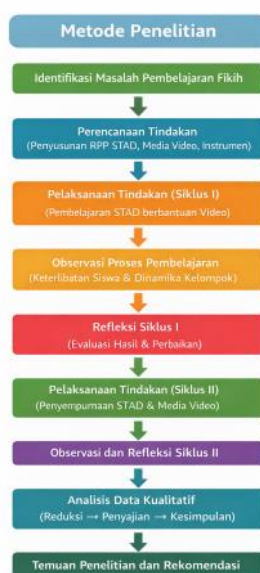 Metode Penelitian
Identifikasi Masalah Pembelajaran Fikih
Perencanaan Tindakan
(Penyusunan RPP STAD, Media Video, Instrumen)
Pelaksanaan Tindakan (Siklus I)
(Pembelajaran STAD berbantuan Video)
Observasi Proses Pembelajaran
(Keterlibatan Siswa & Dinamika Kelompok)
Refleksi Siklus I
(Evaluasi Hasil & Perbaikan)
Pelaksanaan Tindakan (Siklus II)
(Penyempurnaan STAD & Media Video)
Observasi dan Refleksi Siklus II
Analisis Data Kualitatif
(Reduksi → Penyajian → Kesimpulan)
Temuan Penelitian dan Rekomendasi